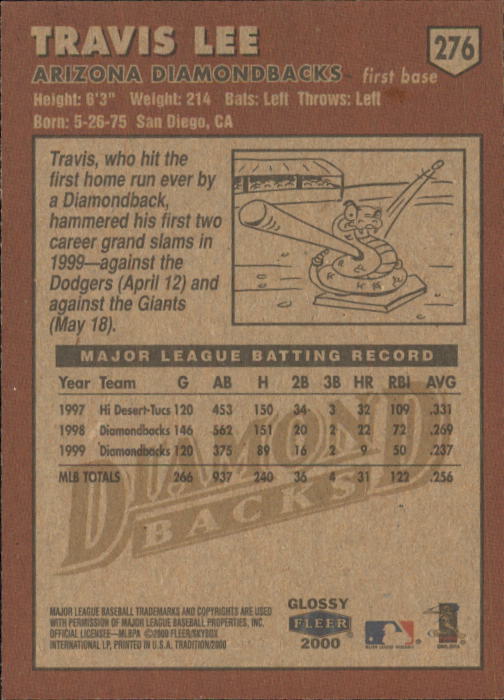 TRAVIS LEE
276
ARIZONA DIAMONDBACKS first base
Height: 6'3" Weight: 214 Bats: Left Throws: Left
Born: 5-26-75 San Diego, CA
Travis, who hit the
first home run ever by
a Diamondback,
hammered his first two
career grand slams in
1999—against the
Dodgers (April 12) and
against the Giants
(May 18).
MAJOR LEAGUE BATTING RECORD
Year Team G AB H 2B 3B HR RBI AVG
1997 Hi Desert-Tucs 120 453 150 34 3 32 109 .331
1998 Diamondbacks 146 562 151 20 2 22 72 .269
1999 Diamondbacks 120 375 89 16 2 9 50 .237
MLB TOTALS 266 937 240 36 4 31 122 .256
DIAMOND
BACKS
MAJOR LEAGUE BASEBALL TRADEMARKS AND COPYRIGHTS ARE USED
WITH PERMISSION OF MAJOR LEAGUE BASEBALL PROPERTIES, INC.
OFFICIAL LICENSEE—MLBPA ©2000 FLEER/SKYBOX
INTERNATIONAL LP, PRINTED IN U.S.A. TRADITION/2000
GLOSSY
FLEER
2000